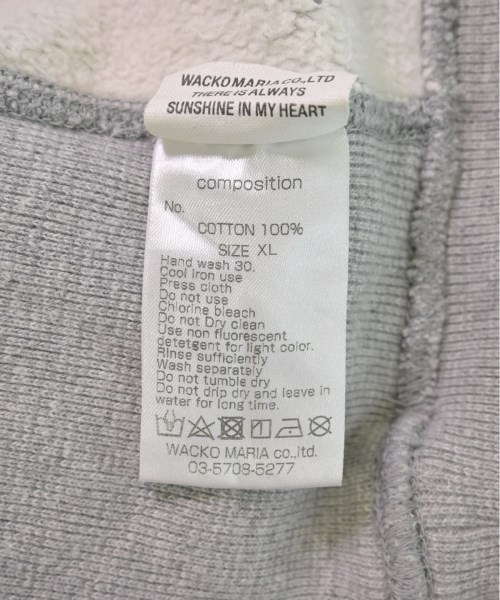 WACKO MARIA CO.,LTD
THERE IS ALWAYS
SUNSHINE IN MY HEART
composition
No.
COTTON 100%
SIZE XL
Hand wash 30.
Cool iron use
Press cloth
Do not use
Chlorine bleach
Do not Dry clean
Use non fluorescent
detetgent for light color.
Rinse sufficiently
Wash separately
Do not tumble dry
Do not drip dry and leave in
water for long time.
WACKO MARIA co.,ltd.
03-5708-5277